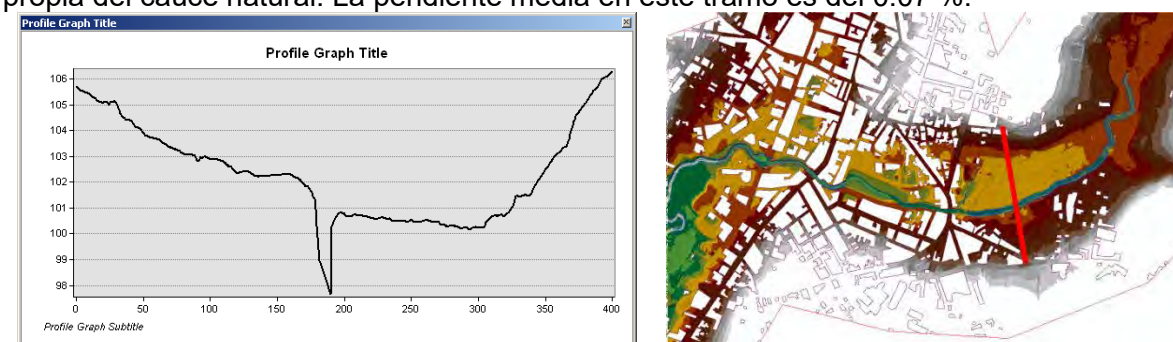 propia del cauce natural. La pendiente media en este tramo es del 0.07 %.
Profile Graph Title
Profile Graph Title
106
105
104
103
102
101
100
99
98
0 50 100 150 200 250 300 350 400
Profile Graph Subtitle